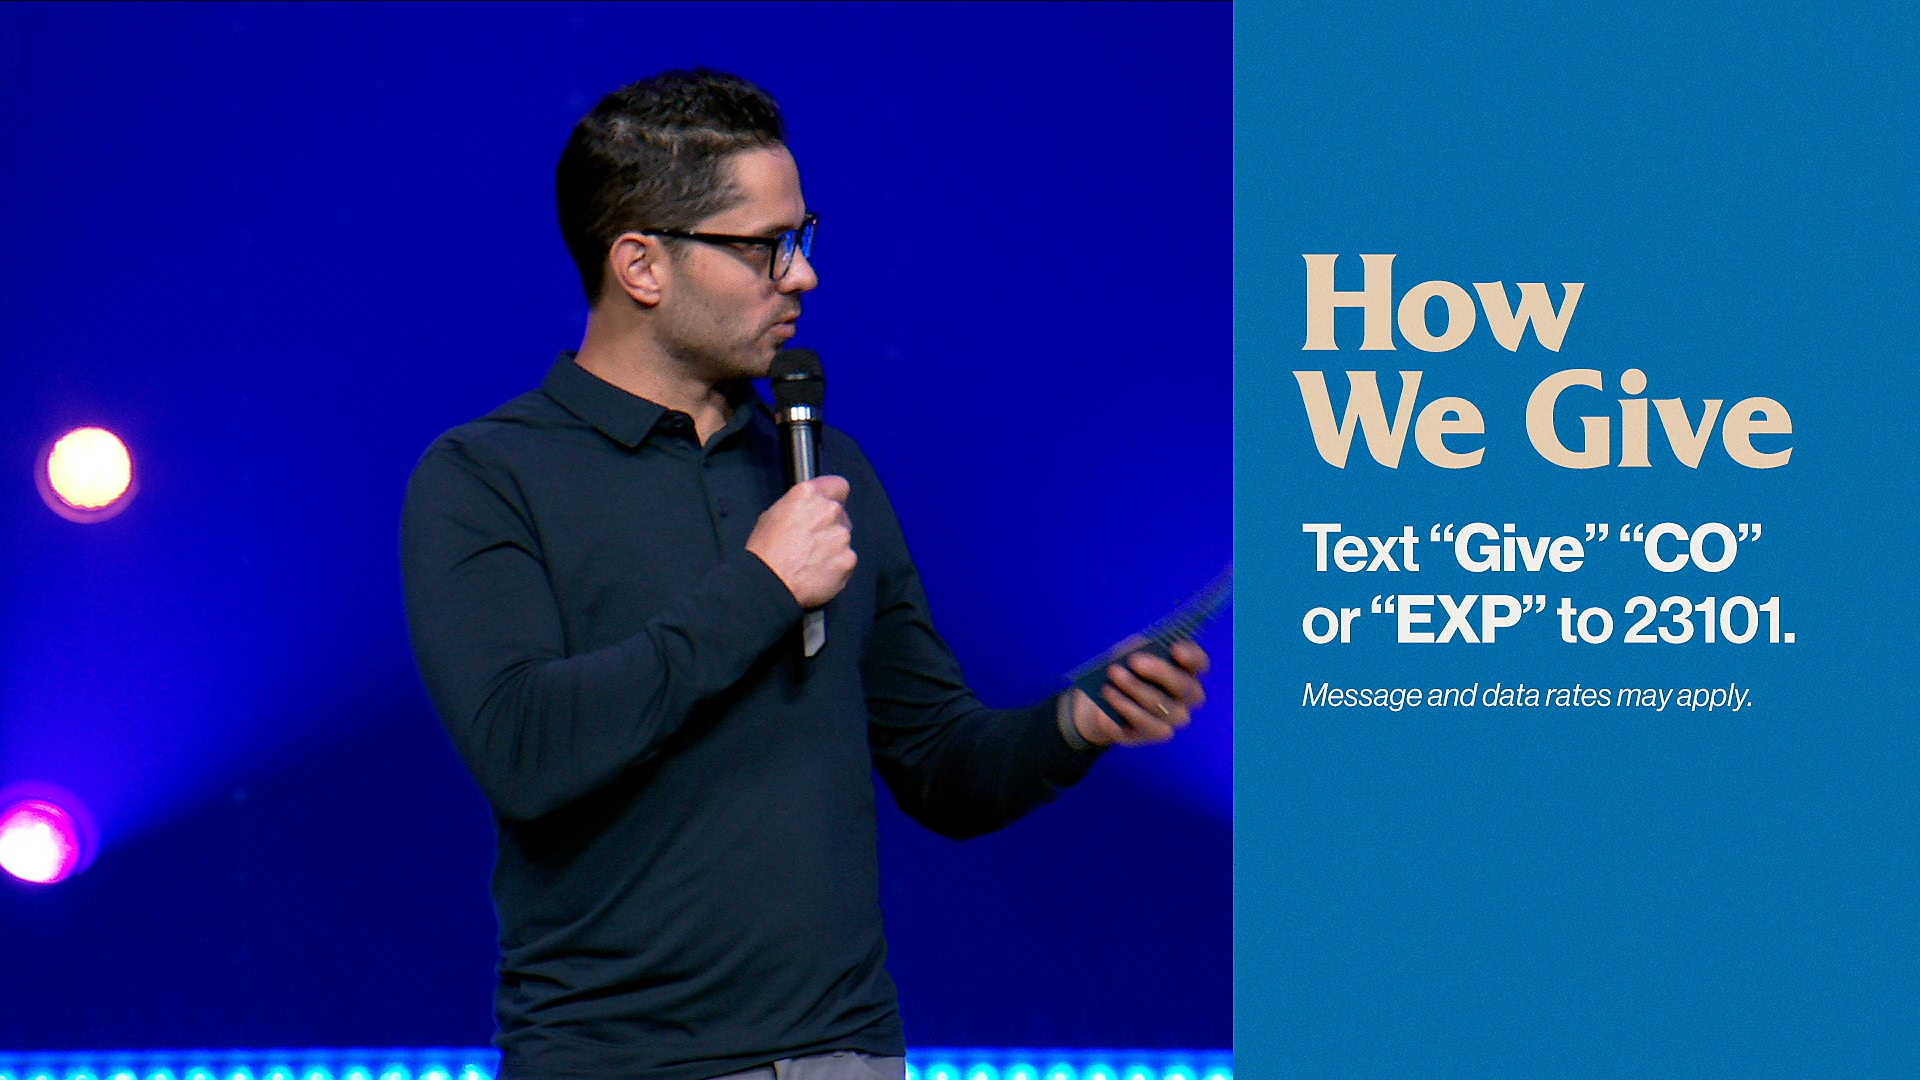 How
We Give
Text “Give” “CO”
or “EXP” to 23101.
Message and data rates may apply.